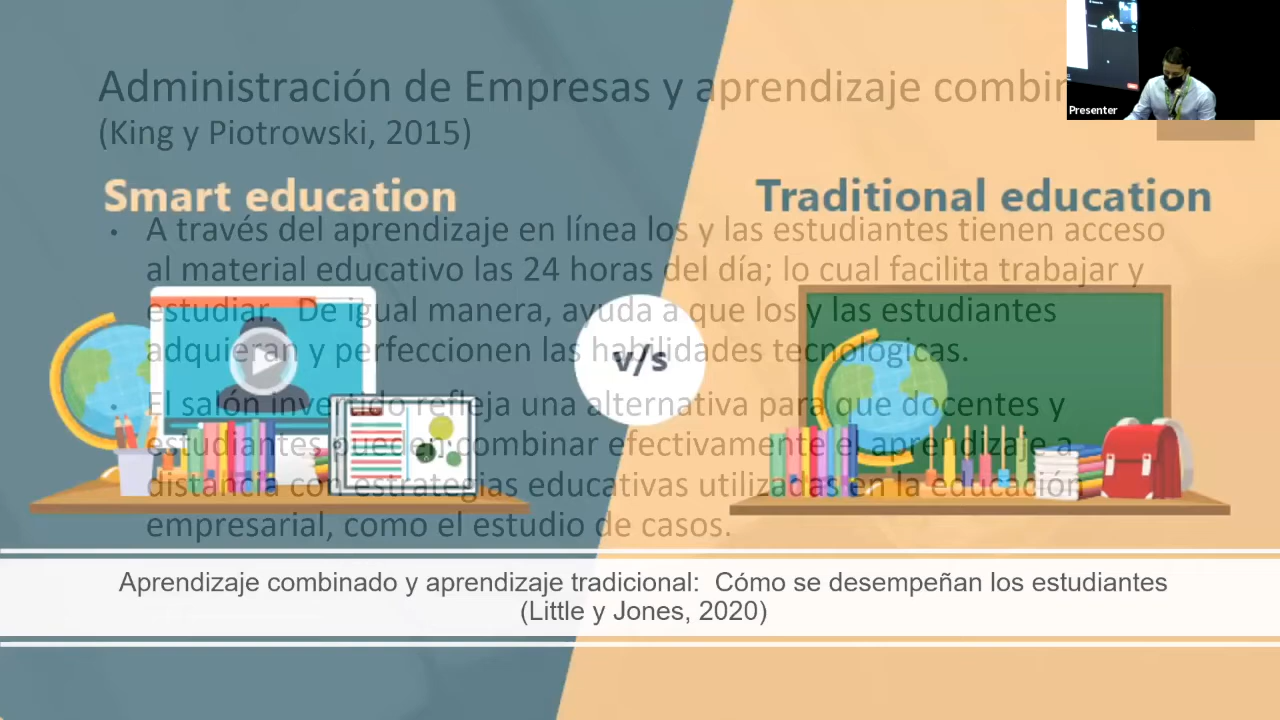 Administración de Empresas y aprendizaje
(King y Piotrowski, 2015)
Presenter
Smart education
Traditional education
• A través del aprendizaje en línea los y las estudiantes tienen acceso
al material educativo las 24 horas del día; lo cual facilita trabajar y
estudiar. De igual manera, ayuda a que los y las estudiantes
adquieran y perfeccionen las habilidades tecnológicas.
v/s
• El salón invertido refleja una alternativa para que docentes y
estudiantes pueden combinar efectivamente el aprendizaje a
distancia con estrategias educativas utilizadas en la educación
empresarial, como el estudio de casos.
Aprendizaje combinado y aprendizaje tradicional: Cómo se desempeñan los estudiantes
(Little y Jones, 2020)